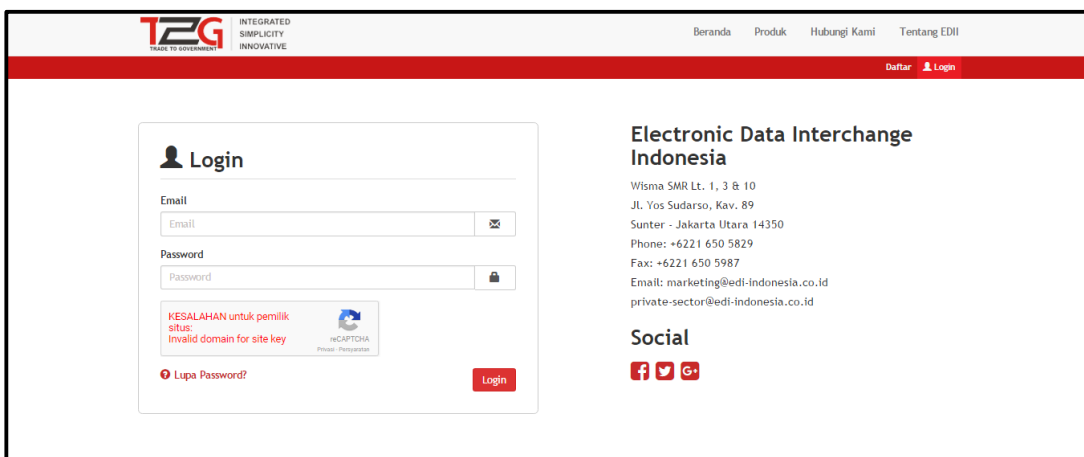 T2G
TRADE TO GOVERNMENT
INTEGRATED
SIMPLICITY
INNOVATIVE
Beranda Produk Hubungi Kami Tentang EDII
Daftar Login
Login
Email
Email
Password
Password
KESALAHAN untuk pemilik
situs:
Invalid domain for site key
reCAPTCHA
Privasi - Persyaratan
Lupa Password?
Login
Electronic Data Interchange
Indonesia
Wisma SMR Lt. 1, 3 & 10
Jl. Yos Sudarso, Kav. 89
Sunter - Jakarta Utara 14350
Phone: +6221 650 5829
Fax: +6221 650 5987
Email: marketing@edi-indonesia.co.id
private-sector@edi-indonesia.co.id
Social